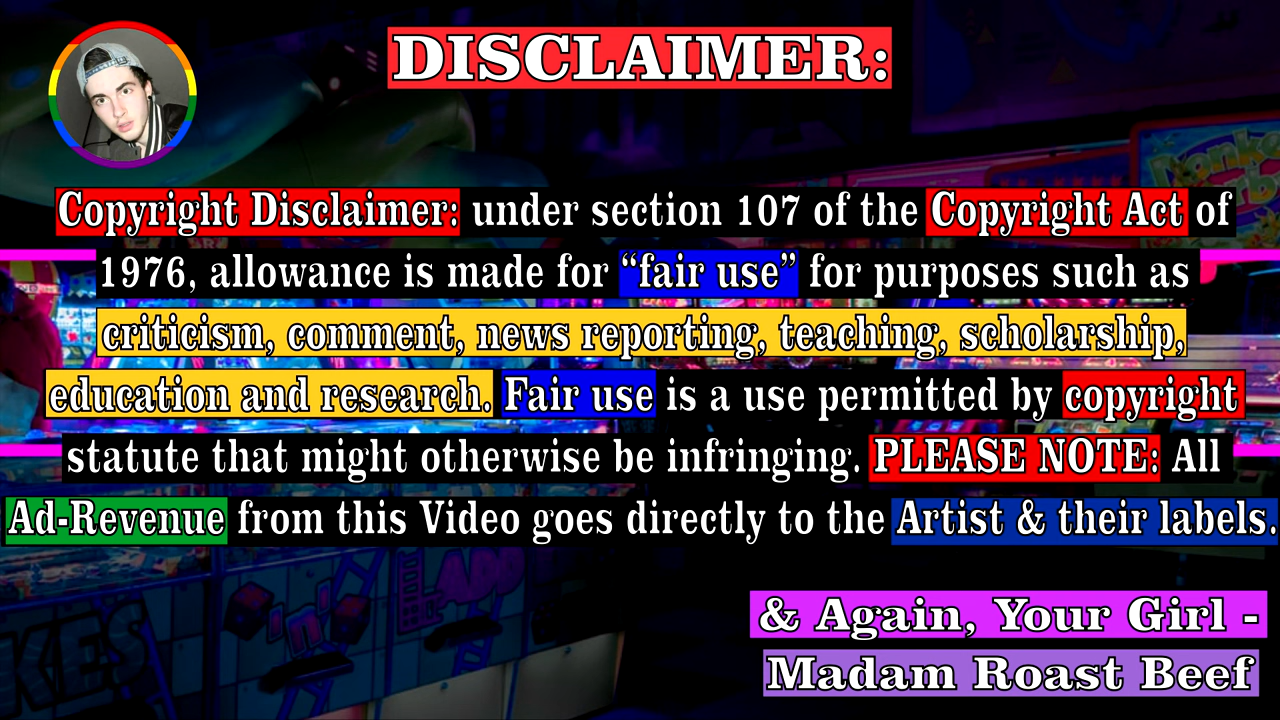 DISCLAIMER:
Copyright Disclaimer: under section 107 of the Copyright Act of
1976, allowance is made for “fair use” for purposes such as
criticism, comment, news reporting, teaching, scholarship,
education and research. Fair use is a use permitted by copyright
statute that might otherwise be infringing. PLEASE NOTE: All
Ad-Revenue from this Video goes directly to the Artist & their labels.
& Again, Your Girl -
Madam Roast Beef